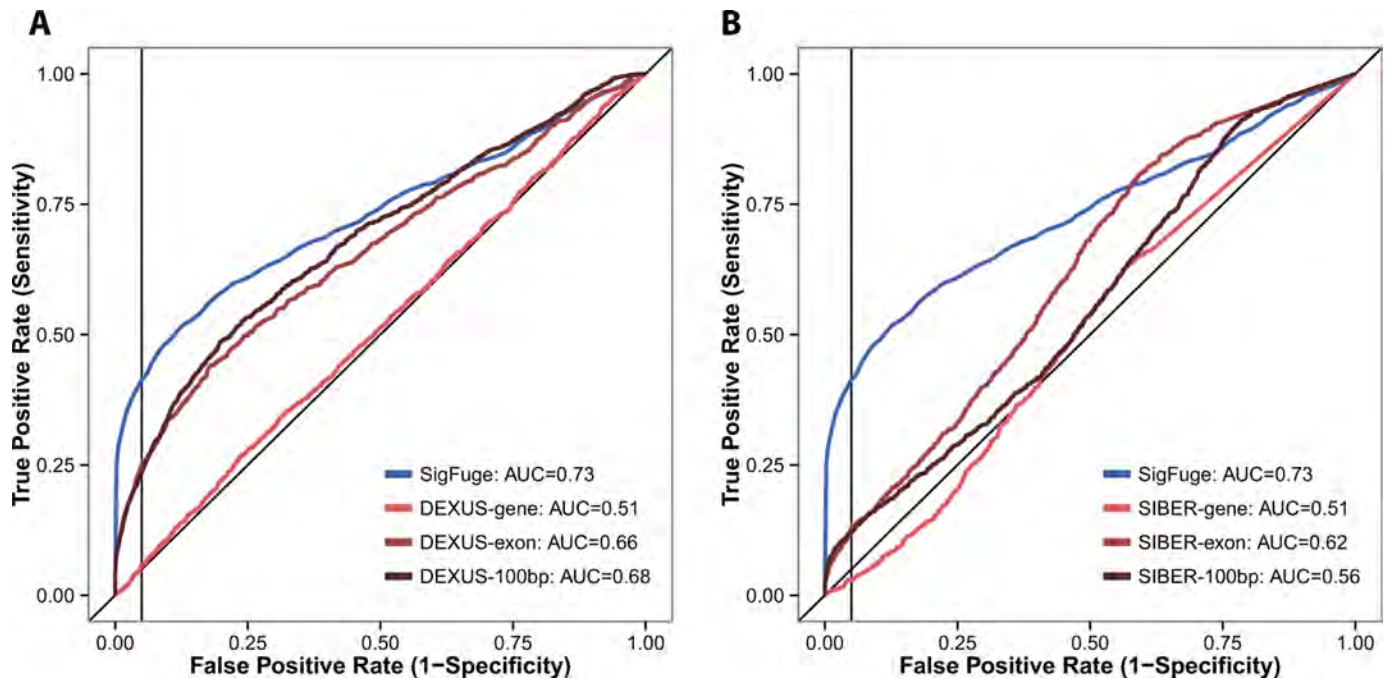 A
1.00
0.75
0.50
0.25
0.00
True Positive Rate (Sensitivity)
SigFuge: AUC=0.73
DEXUS-gene: AUC=0.51
DEXUS-exon: AUC=0.66
DEXUS-100bp: AUC=0.68
0.00 0.25 0.50 0.75 1.00
False Positive Rate (1−Specificity)
B
1.00
0.75
0.50
0.25
0.00
True Positive Rate (Sensitivity)
SigFuge: AUC=0.73
SIBER-gene: AUC=0.51
SIBER-exon: AUC=0.62
SIBER-100bp: AUC=0.56
0.00 0.25 0.50 0.75 1.00
False Positive Rate (1−Specificity)